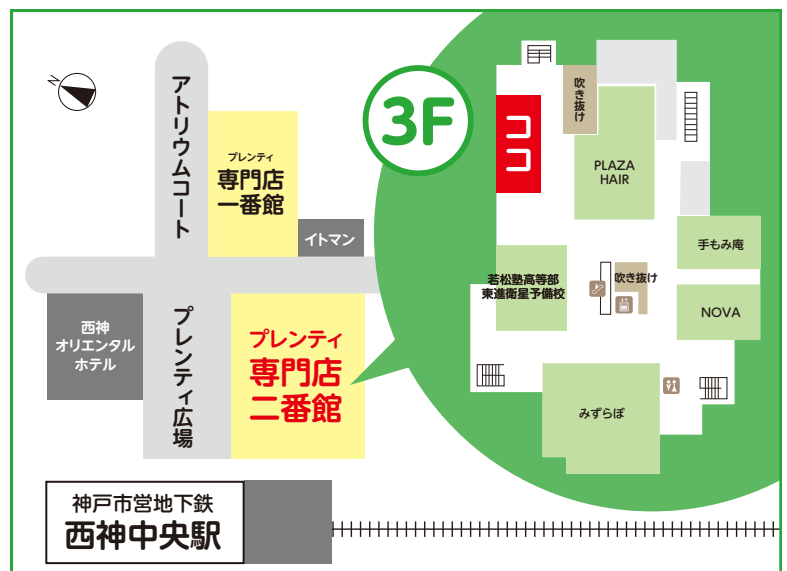 N
アトリウムコート
プレンティ
専門店
一番館
イトマン
西神
オリエンタル
ホテル
プレンティ広場
プレンティ
専門店
二番館
神戸市営地下鉄
西神中央駅
3F
ココ
吹き抜け
PLAZA
HAIR
手もみ庵
若松塾高等部
東進衛星予備校
吹き抜け
NOVA
みずらぼ